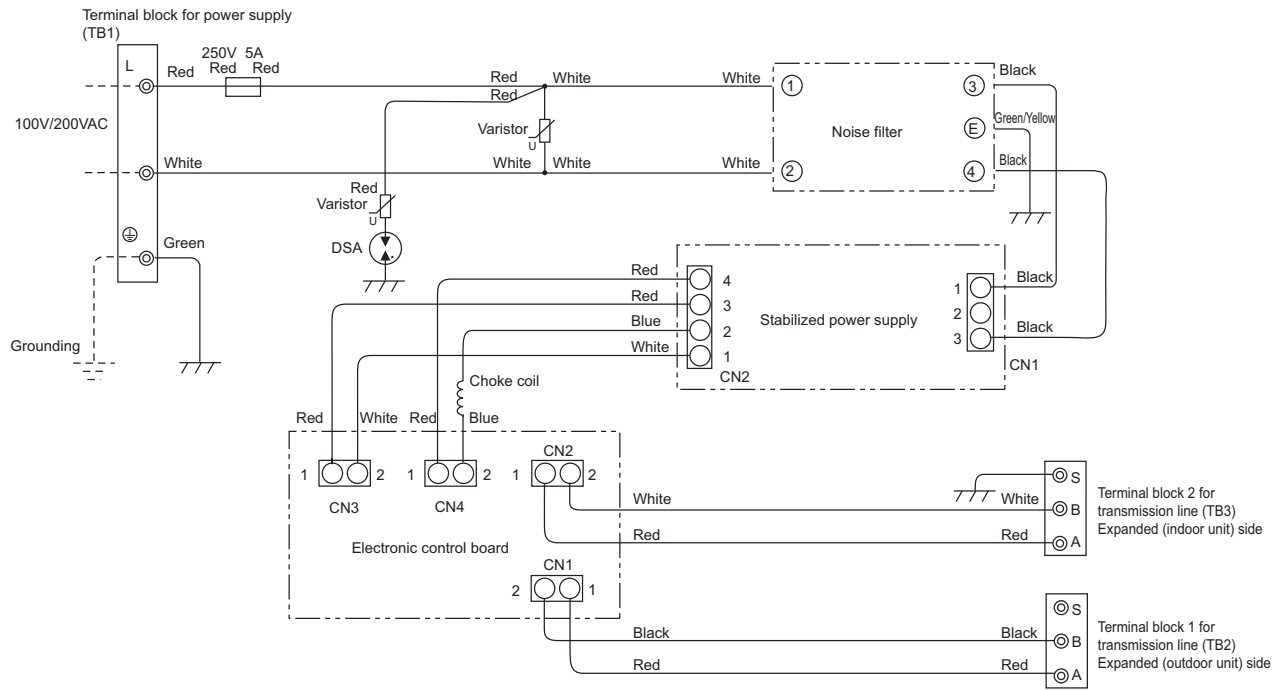 Terminal block for power supply
(TB1)
L
Red
250V 5A
Red Red
Red
Red
White
White
100V/200VAC
Varistor
U
White
White White
White
Red
Varistor
U
DSA
Green
Grounding
1
2
Noise filter
3
E
4
Black
Green/Yellow
Black
Red
Red
Blue
White
4
3
2
1
CN2
Stabilized power supply
1
2
3
CN1
Black
Black
Choke coil
Red White Red Blue
1 2
CN3
1 2
CN4
CN2
1 2
Electronic control board
CN1
2 1
White
Red
Black
Red
White
Red
S
B
A
Terminal block 2 for
transmission line (TB3)
Expanded (indoor unit) side
Black
Red
S
B
A
Terminal block 1 for
transmission line (TB2)
Expanded (outdoor unit) side